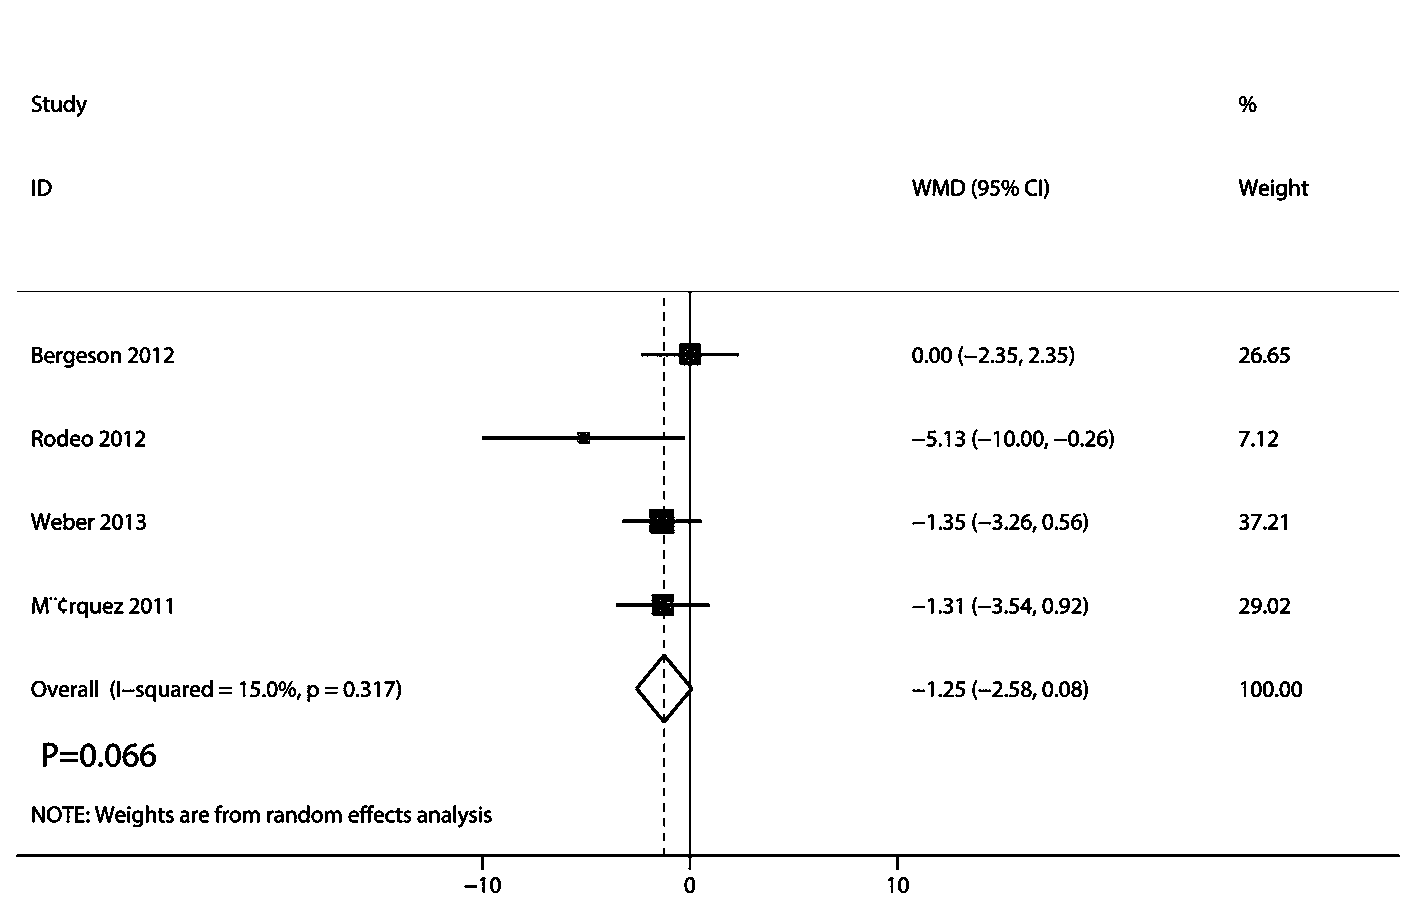 Study %
ID WMD (95% CI) Weight
Bergeson 2012 0.00 (−2.35, 2.35) 26.65
Rodeo 2012 −5.13 (−10.00, −0.26) 7.12
Weber 2013 −1.35 (−3.26, 0.56) 37.21
M¨¢rquez 2011 −1.31 (−3.54, 0.92) 29.02
Overall (I−squared = 15.0%, p = 0.317) −1.25 (−2.58, 0.08) 100.00
P=0.066
NOTE: Weights are from random effects analysis
−10 0 10